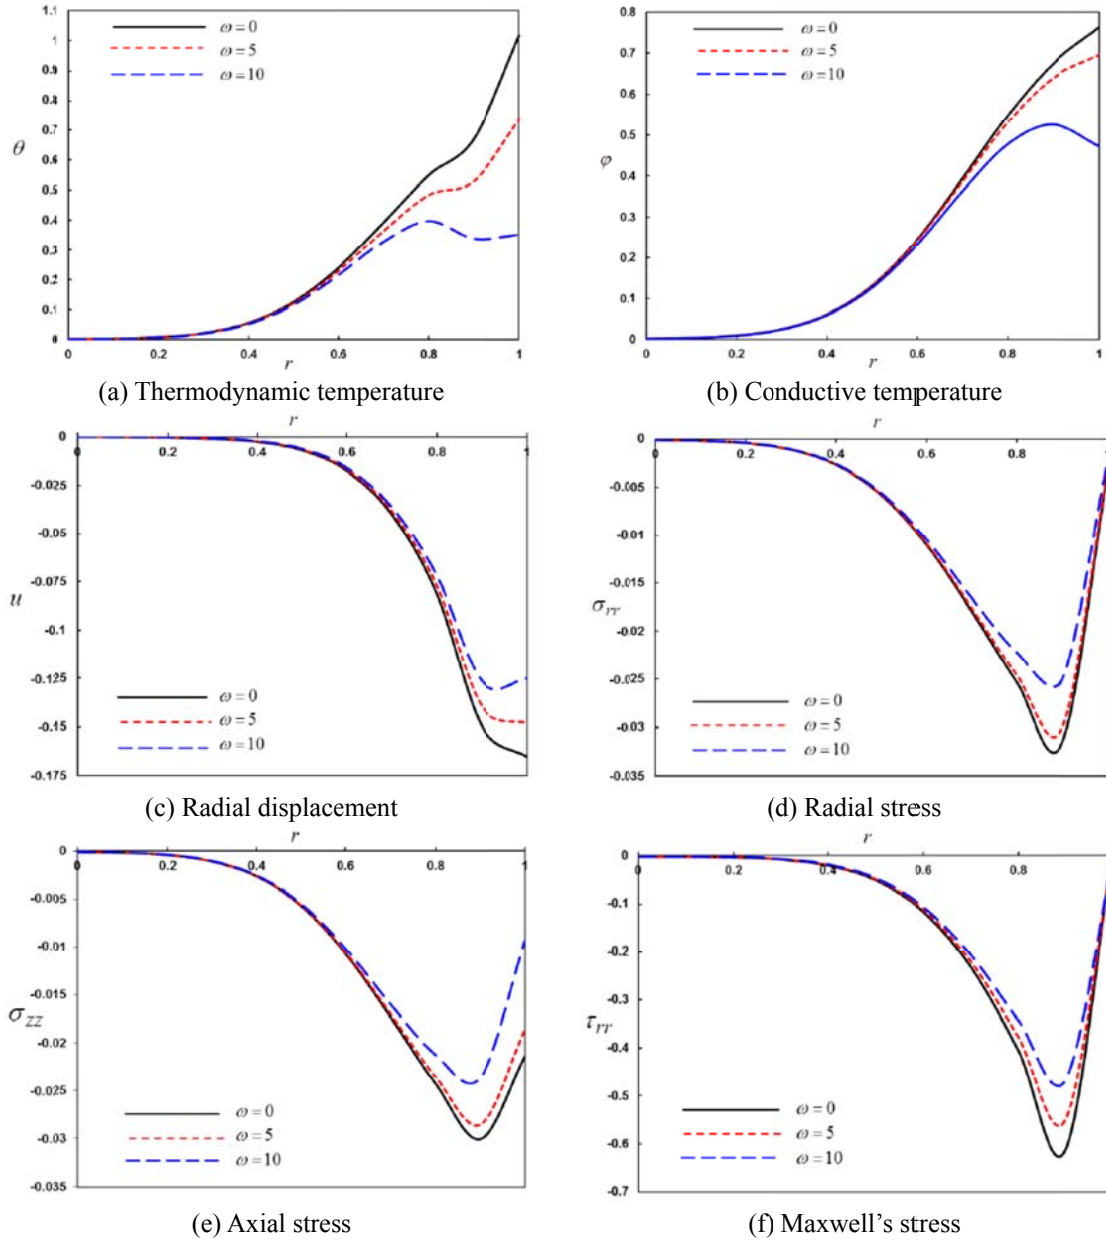 1.1
1
0.9
0.8
0.7
0.6
0.5
0.4
0.3
0.2
0.1
0
θ
ω = 0
ω = 5
ω = 10
0 0.2 0.4 0.6 0.8 1
r
(a) Thermodynamic temperature
0.8
0.7
0.6
0.5
0.4
0.3
0.2
0.1
0
φ
ω = 0
ω = 5
ω = 10
0 0.2 0.4 0.6 0.8 1
r
(b) Conductive temperature
r
0 0.2 0.4 0.6 0.8 1
0
-0.025
-0.05
-0.075
-0.1
-0.125
-0.15
-0.175
u
ω = 0
ω = 5
ω = 10
(c) Radial displacement
r
0 0.2 0.4 0.6 0.8 1
0
-0.005
-0.01
-0.015
-0.02
-0.025
-0.03
-0.035
σrr
ω = 0
ω = 5
ω = 10
(d) Radial stress
r
0 0.2 0.4 0.6 0.8 1
0
-0.005
-0.01
-0.015
-0.02
-0.025
-0.03
-0.035
σzz
ω = 0
ω = 5
ω = 10
(e) Axial stress
r
0 0.2 0.4 0.6 0.8
0
-0.1
-0.2
-0.3
-0.4
-0.5
-0.6
-0.7
τrr
ω = 0
ω = 5
ω = 10
(f) Maxwell's stress